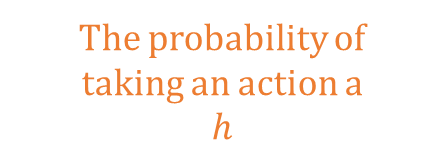 The probability of
taking an action a
h